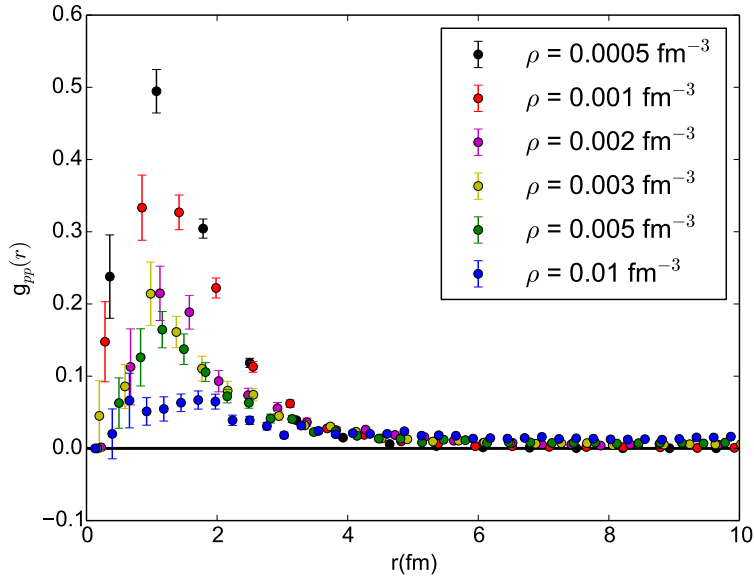 0.6
0.5
0.4
0.3
0.2
0.1
0.0
−0.1
0
2
4
6
8
10
r(fm)
g_{pp}(r)
ρ = 0.0005 fm⁻³
ρ = 0.001 fm⁻³
ρ = 0.002 fm⁻³
ρ = 0.003 fm⁻³
ρ = 0.005 fm⁻³
ρ = 0.01 fm⁻³